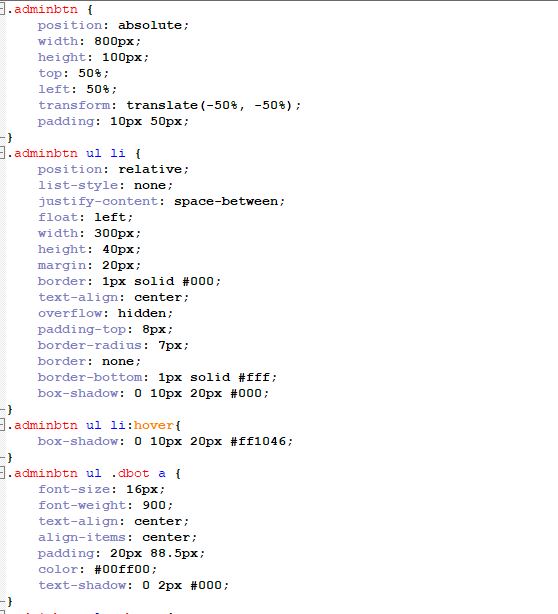 .adminbtn {
position: absolute;
width: 800px;
height: 100px;
top: 50%;
left: 50%;
transform: translate(-50%, -50%);
padding: 10px 50px;
}
.adminbtn ul li {
position: relative;
list-style: none;
justify-content: space-between;
float: left;
width: 300px;
height: 40px;
margin: 20px;
border: 1px solid #000;
text-align: center;
overflow: hidden;
padding-top: 8px;
border-radius: 7px;
border: none;
border-bottom: 1px solid #fff;
box-shadow: 0 10px 20px #000;
}
.adminbtn ul li:hover{
box-shadow: 0 10px 20px #ff1046;
}
.adminbtn ul .dbot a {
font-size: 16px;
font-weight: 900;
text-align: center;
align-items: center;
padding: 20px 88.5px;
color: #00ff00;
text-shadow: 0 2px #000;
}